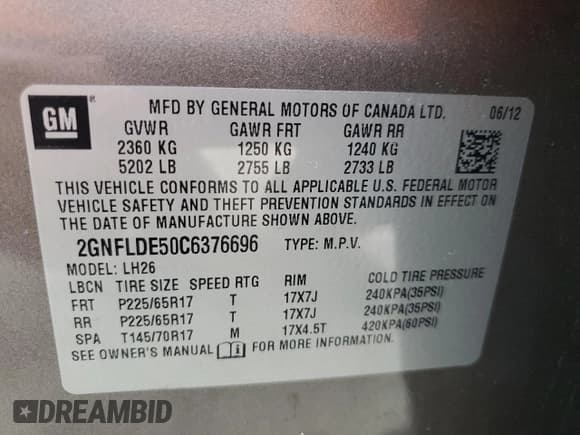 GM ®
MFD BY GENERAL MOTORS OF CANADA LTD. 06/12
GVWR GAWR FRT GAWR RR
2360 KG 1250 KG 1240 KG
5202 LB 2755 LB 2733 LB
THIS VEHICLE CONFORMS TO ALL APPLICABLE U.S. FEDERAL MOTOR
VEHICLE SAFETY AND THEFT PREVENTION STANDARDS IN EFFECT ON
THE DATE OF MANUFACTURE SHOWN ABOVE.
2GNFLDE50C6376696 TYPE: M.P.V.
MODEL: LH26
LBCN TIRE SIZE SPEED RTG RIM COLD TIRE PRESSURE
FRT P225/65R17 T 17X7J 240KPA(35PSI)
RR P225/65R17 T 17X7J 240KPA(35PSI)
SPA T145/70R17 M 17X4.5T 420KPA(60PSI)
SEE OWNER'S MANUAL i FOR MORE INFORMATION.
DREAMBID